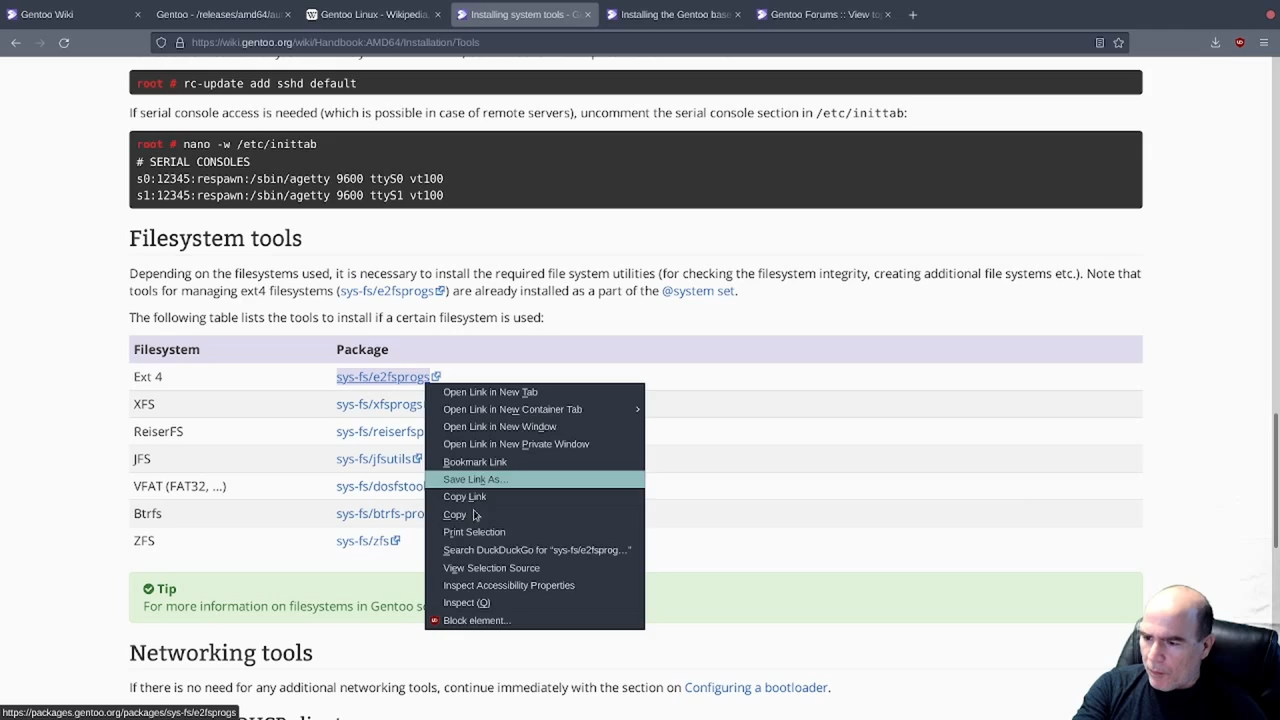 Gentoo Wiki
Gentoo - /releases/amd64/au
Gentoo Linux - Wikipedia
Installing system tools - G
Installing the Gentoo base
Gentoo Forums :: View to
https://wiki.gentoo.org/wiki/Handbook:AMD64/Installation/Tools
root # rc-update add sshd default
If serial console access is needed (which is possible in case of remote servers), uncomment the serial console section in /etc/inittab:
root # nano -w /etc/inittab
# SERIAL CONSOLES
s0:12345:respawn:/sbin/agetty 9600 ttyS0 vt100
s1:12345:respawn:/sbin/agetty 9600 ttyS1 vt100
Filesystem tools
Depending on the filesystems used, it is necessary to install the required file system utilities (for checking the filesystem integrity, creating additional file systems etc.). Note that
tools for managing ext4 filesystems (sys-fs/e2fsprogs) are already installed as a part of the @system set.
The following table lists the tools to install if a certain filesystem is used:
Filesystem Package
Ext 4 sys-fs/e2fsprogs
XFS sys-fs/xfsprogs
ReiserFS sys-fs/reiserfsp
JFS sys-fs/jfsutils
VFAT (FAT32, ...) sys-fs/dosfstoo
Btrfs sys-fs/btrfs-pro
ZFS sys-fs/zfs
Open Link in New Tab
Open Link in New Container Tab
Open Link in New Window
Open Link in New Private Window
Bookmark Link
Save Link As...
Copy Link
Copy
Print Selection
Search DuckDuckGo for "sys-fs/e2fsprog..."
View Selection Source
Inspect Accessibility Properties
Inspect (Q)
Block element...
Tip
For more information on filesystems in Gentoo s
Networking tools
If there is no need for any additional networking tools, continue immediately with the section on Configuring a bootloader.
https://packages.gentoo.org/packages/sys-fs/e2fsprogs